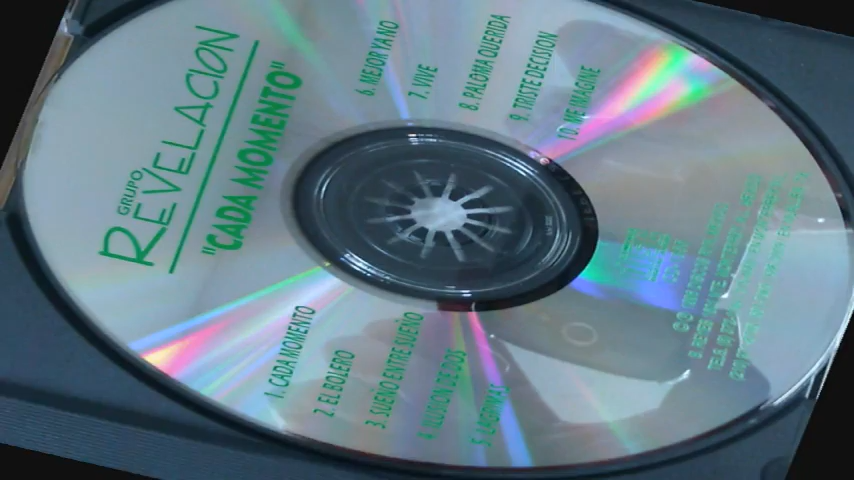 GRUPO
REVELACION
"CADA MOMENTO"
1. CADA MOMENTO
2. EL BOLERO
3. SUEÑO ENTRE SUEÑO
4. ILUSION DE DOS
5. LAGRIMAS
6. MEJOR YA NO
7. VIVE
8. PALOMA QUERIDA
9. TRISTE DECISION
10. ME IMAGINE